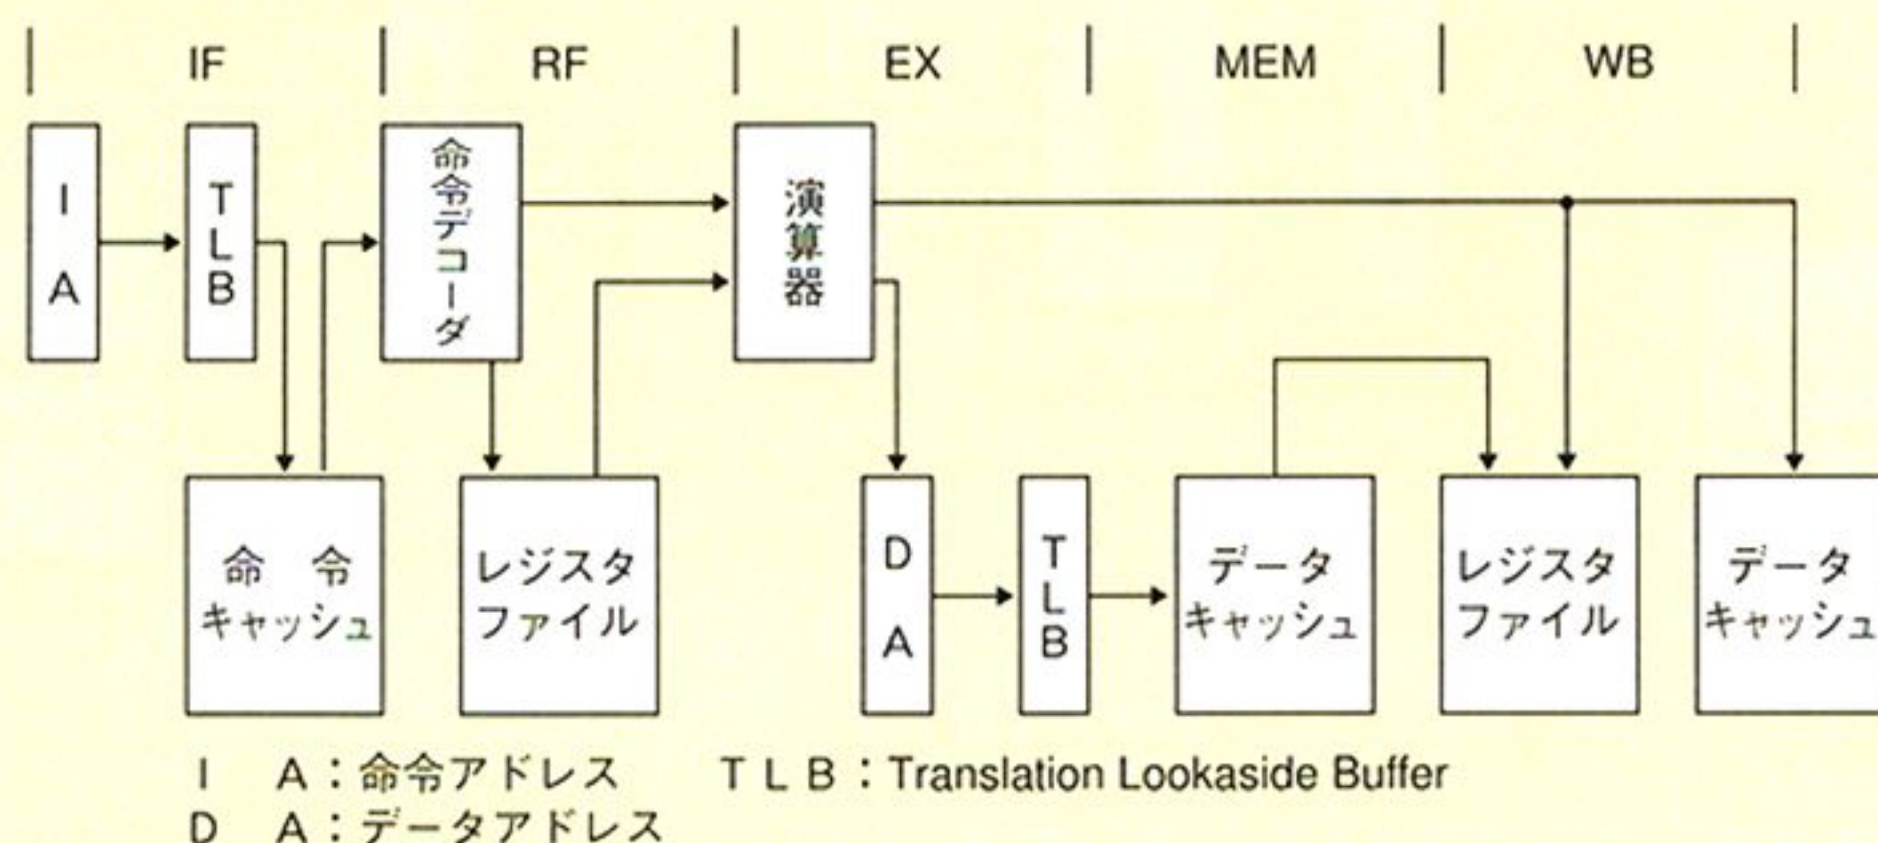 IF RF EX MEM WB
I A
TLB
命令デコーダ
演算器
命令
キャッシュ
レジスタ
ファイル
D A
TLB
データ
キャッシュ
レジスタ
ファイル
データ
キャッシュ
I A：命令アドレス TLB：Translation Lookaside Buffer
D A：データアドレス